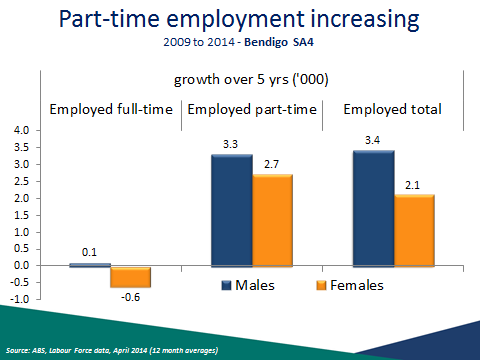 Part-time employment increasing
2009 to 2014 - Bendigo SA4
growth over 5 yrs ('000)
Employed full-time Employed part-time Employed total
4.0
3.5
3.0
2.5
2.0
1.5
1.0
0.5
0.0
-0.5
-1.0
0.1
-0.6
3.3
2.7
3.4
2.1
Males Females
Source: ABS, Labour Force data, April 2014 (12 month averages)